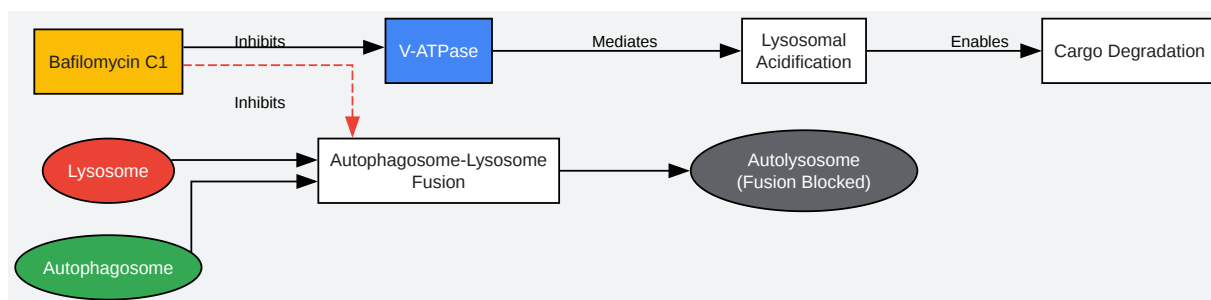 Bafilomycin C1
Inhibits
V-ATPase
Mediates
Lysosomal
Acidification
Enables
Cargo Degradation
Inhibits
Lysosome
Autophagosome-Lysosome
Fusion
Autolysosome
(Fusion Blocked)
Autophagosome